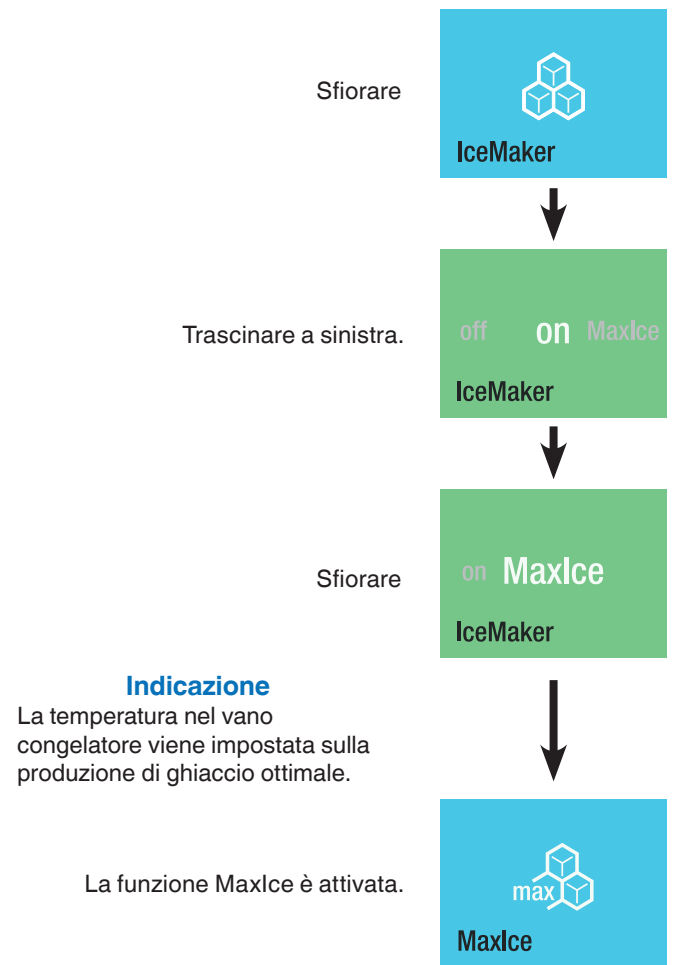 Sfiorare
IceMaker
Trascinare a sinistra.
off on MaxIce
IceMaker
Sfiorare
on MaxIce
IceMaker
Indicazione
La temperatura nel vano
congelatore viene impostata sulla
produzione di ghiaccio ottimale.
La funzione MaxIce è attivata.
max
MaxIce